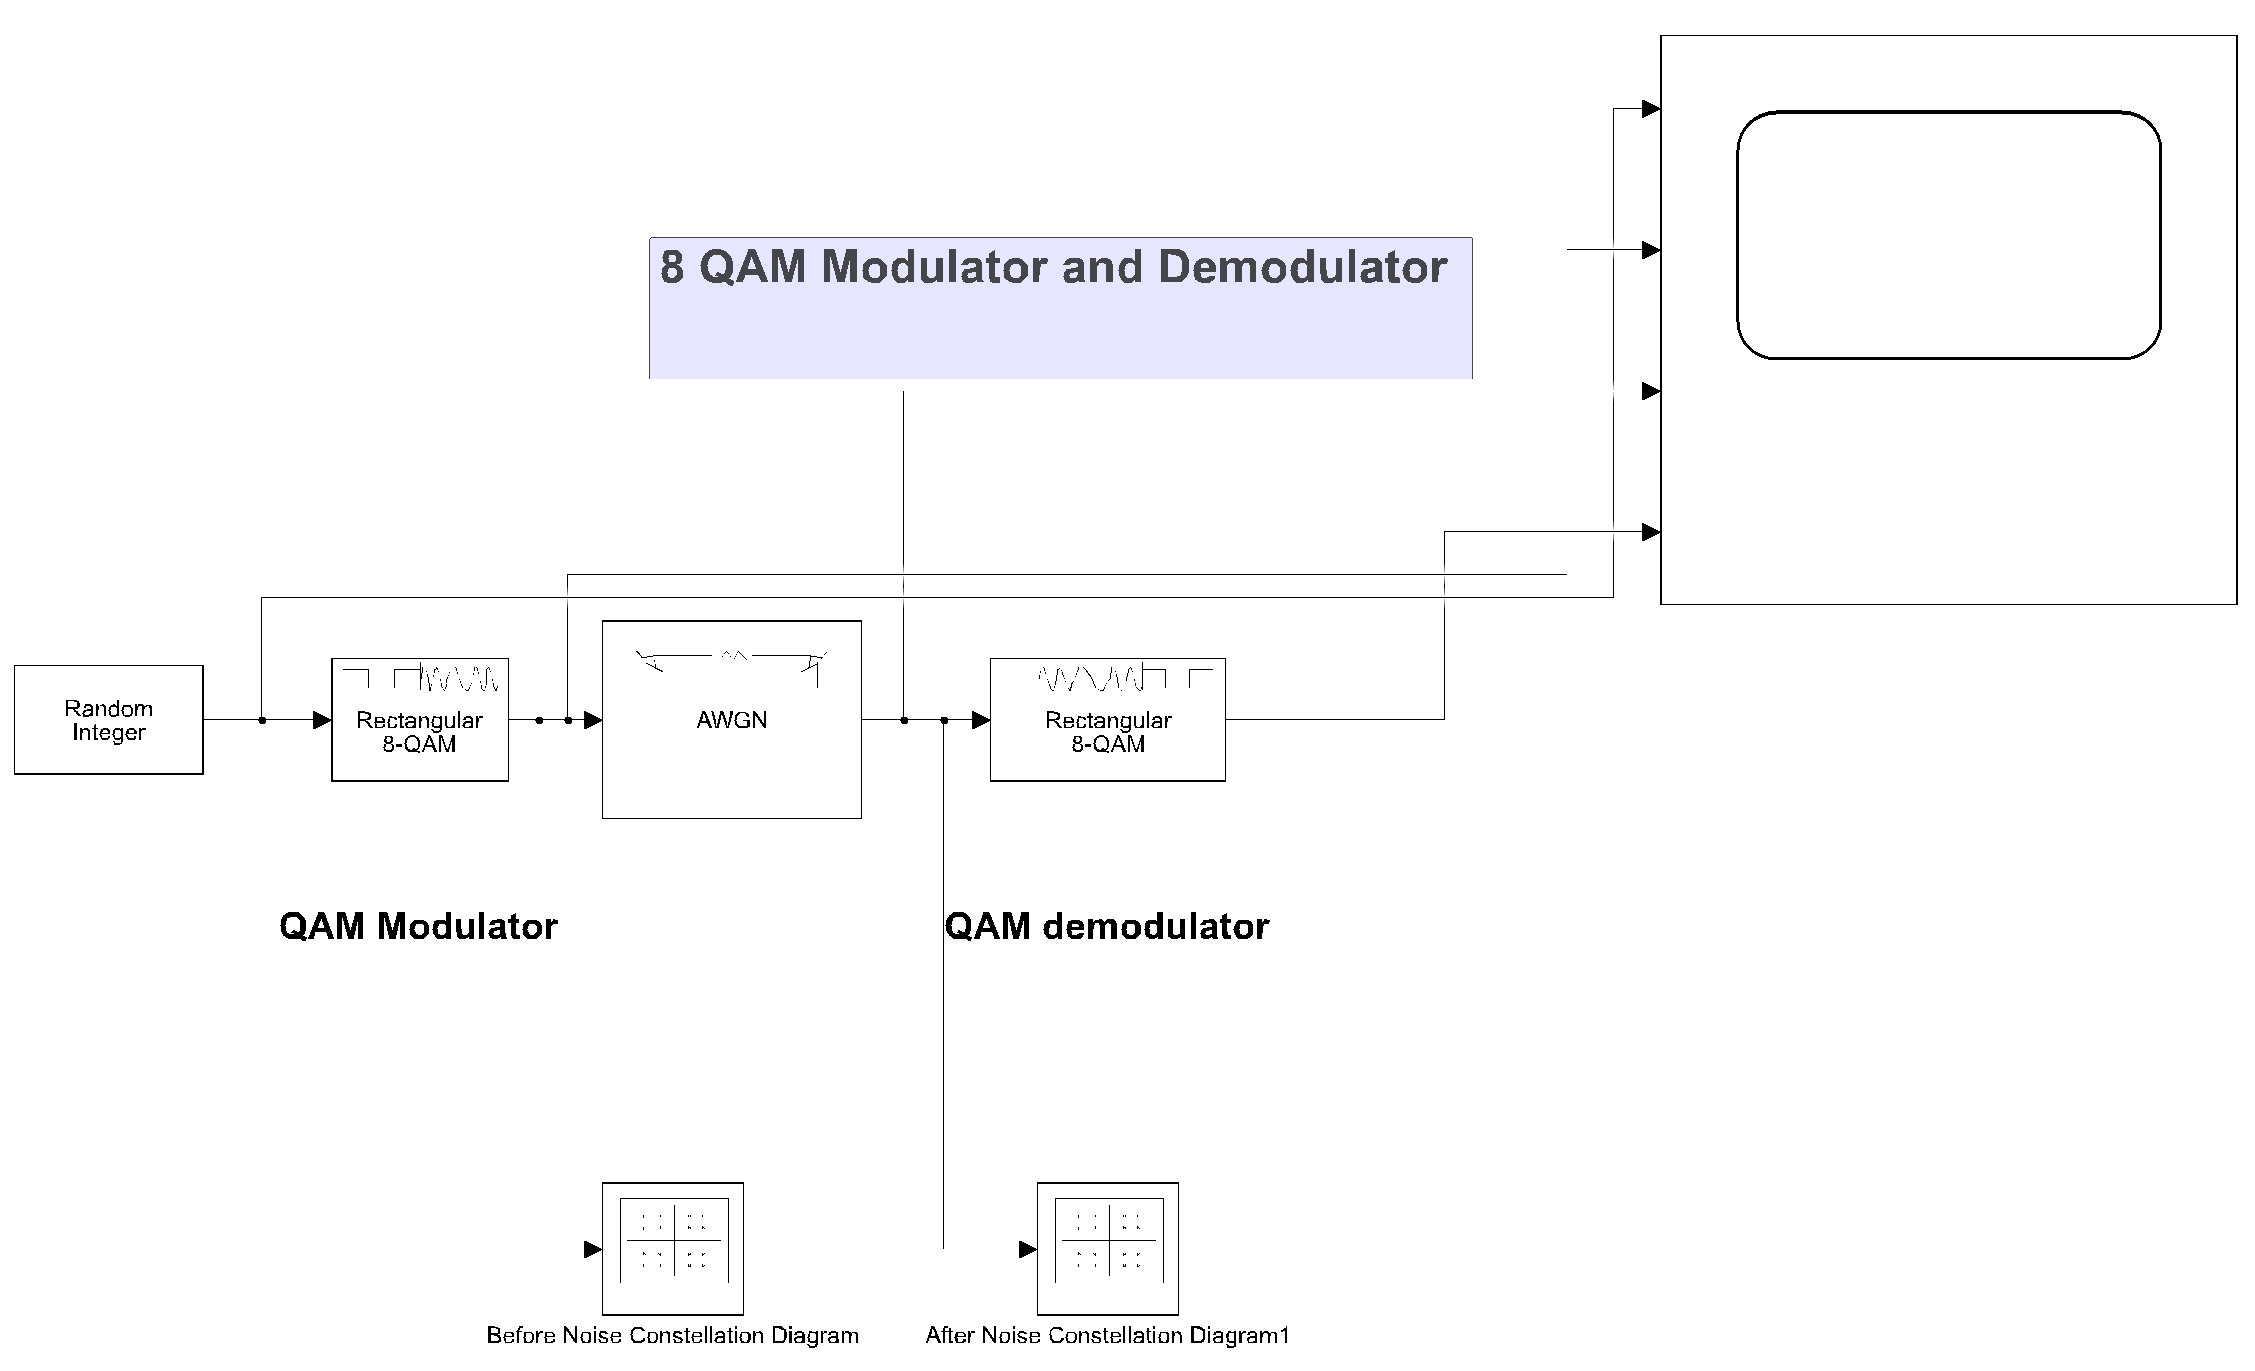 8 QAM Modulator and Demodulator
Random
Integer
Rectangular
8-QAM
AWGN
Rectangular
8-QAM
QAM Modulator
QAM demodulator
Before Noise Constellation Diagram
After Noise Constellation Diagram1